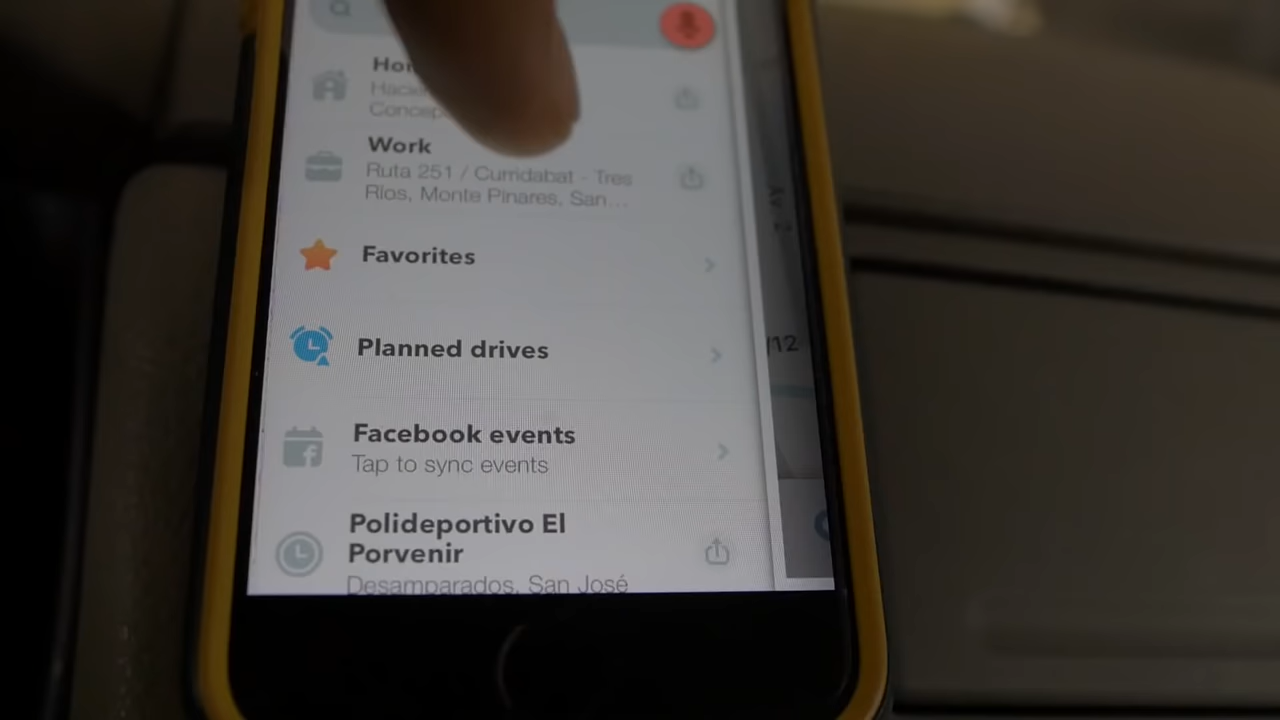 Work
Ruta 251 / Curridabat - Tres
Ríos, Monte Pinares, San...
Favorites
Planned drives
/12
Facebook events
Tap to sync events
Polideportivo El
Porvenir
Desamparados, San José